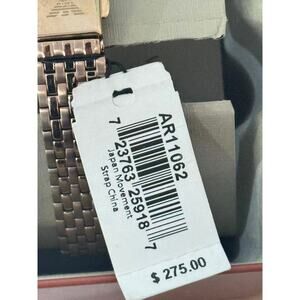 AR11062
7 23763 25918 7
Japan Movement
Strap China
$ 275.00